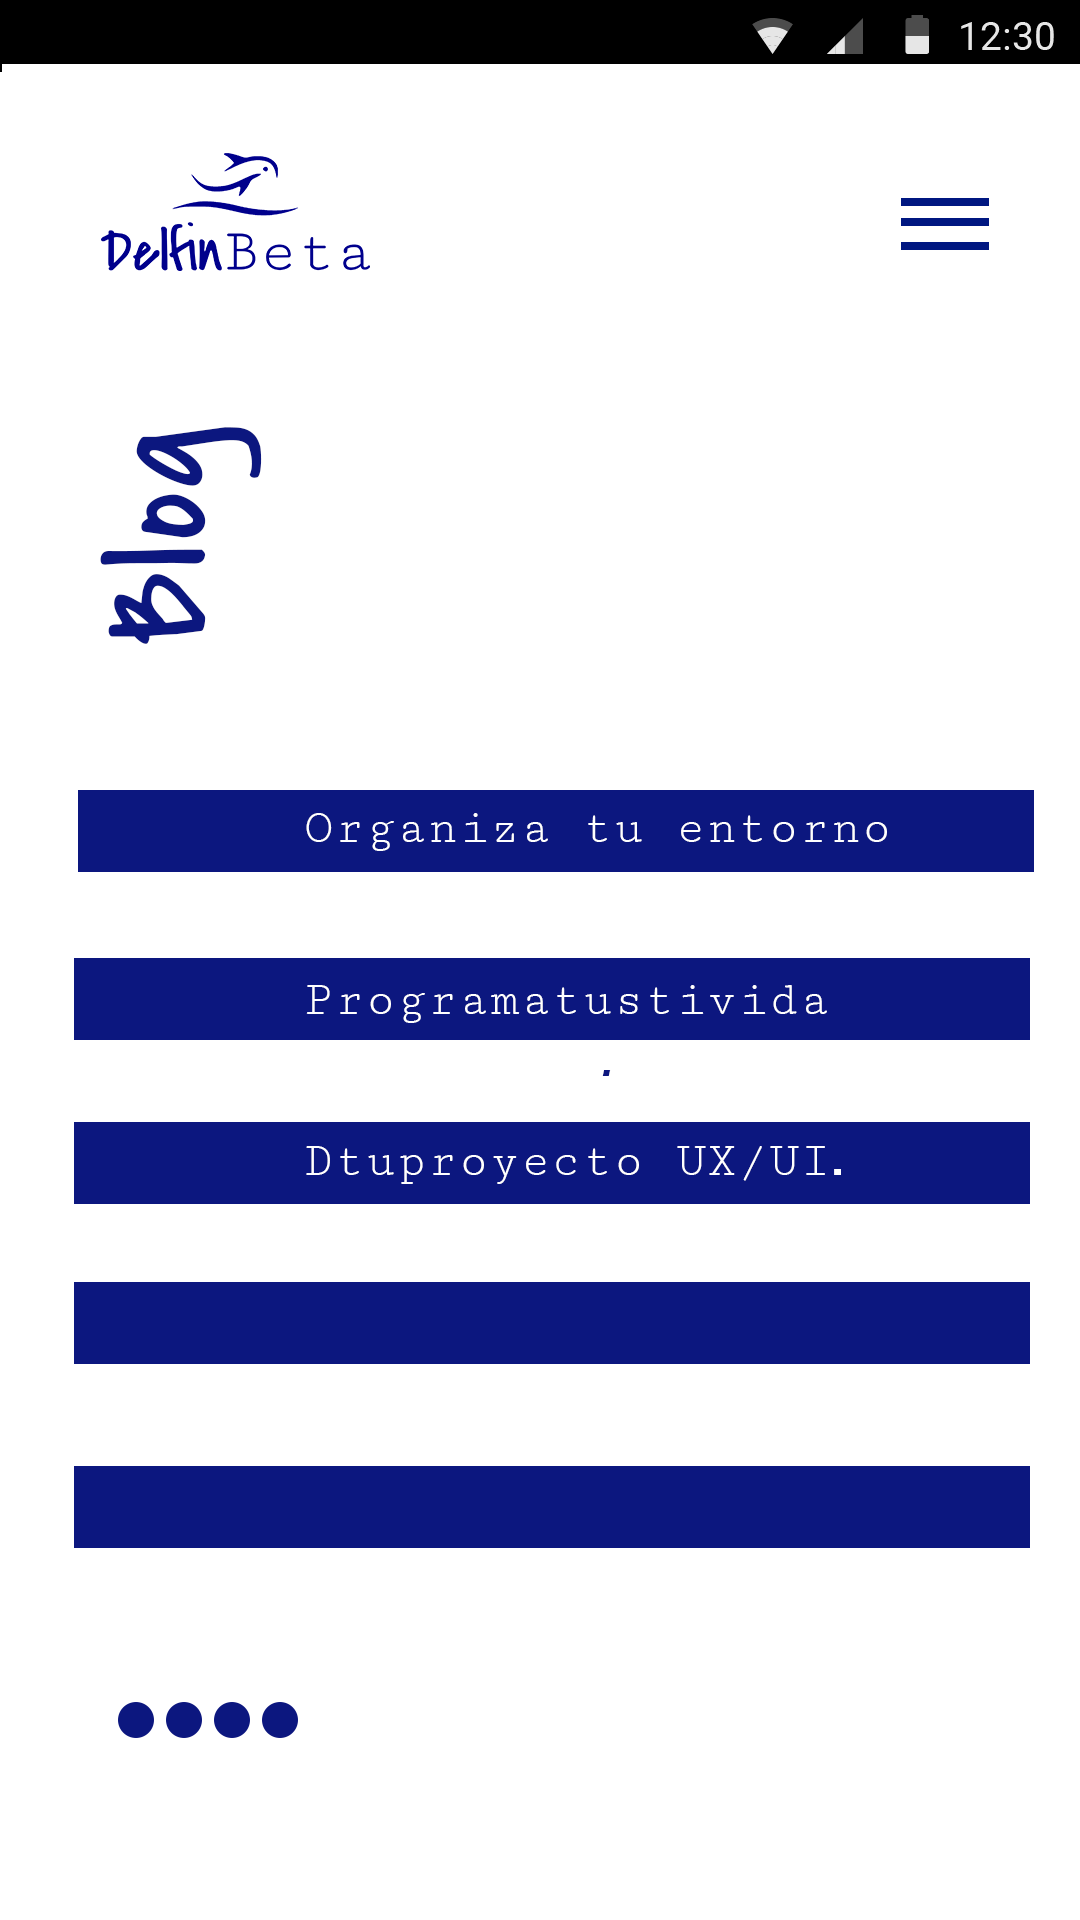 12:30
DelfinBeta
Blog
Organiza tu entorno
Programatustivida
.
Dtuproyecto UX/UI.